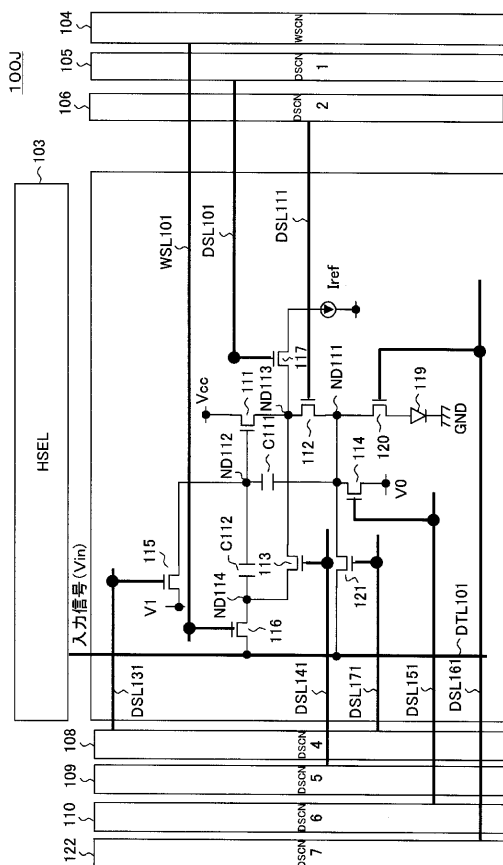 100J
103
HSEL
104
WSCN
105
DSCN
1
106
DSCN
2
入力信号(Vin)
WSL101
DSL101
DSL111
DSL131
V1
115
ND112
Vcc
111
ND113
117
Iref
C111
C112
ND114
116
113
112
ND111
114
V0
120
119
GND
121
DSL141
DSL171
DTL101
DSL151
DSL161
108
DSCN
4
109
DSCN
5
110
DSCN
6
122
DSCN
7